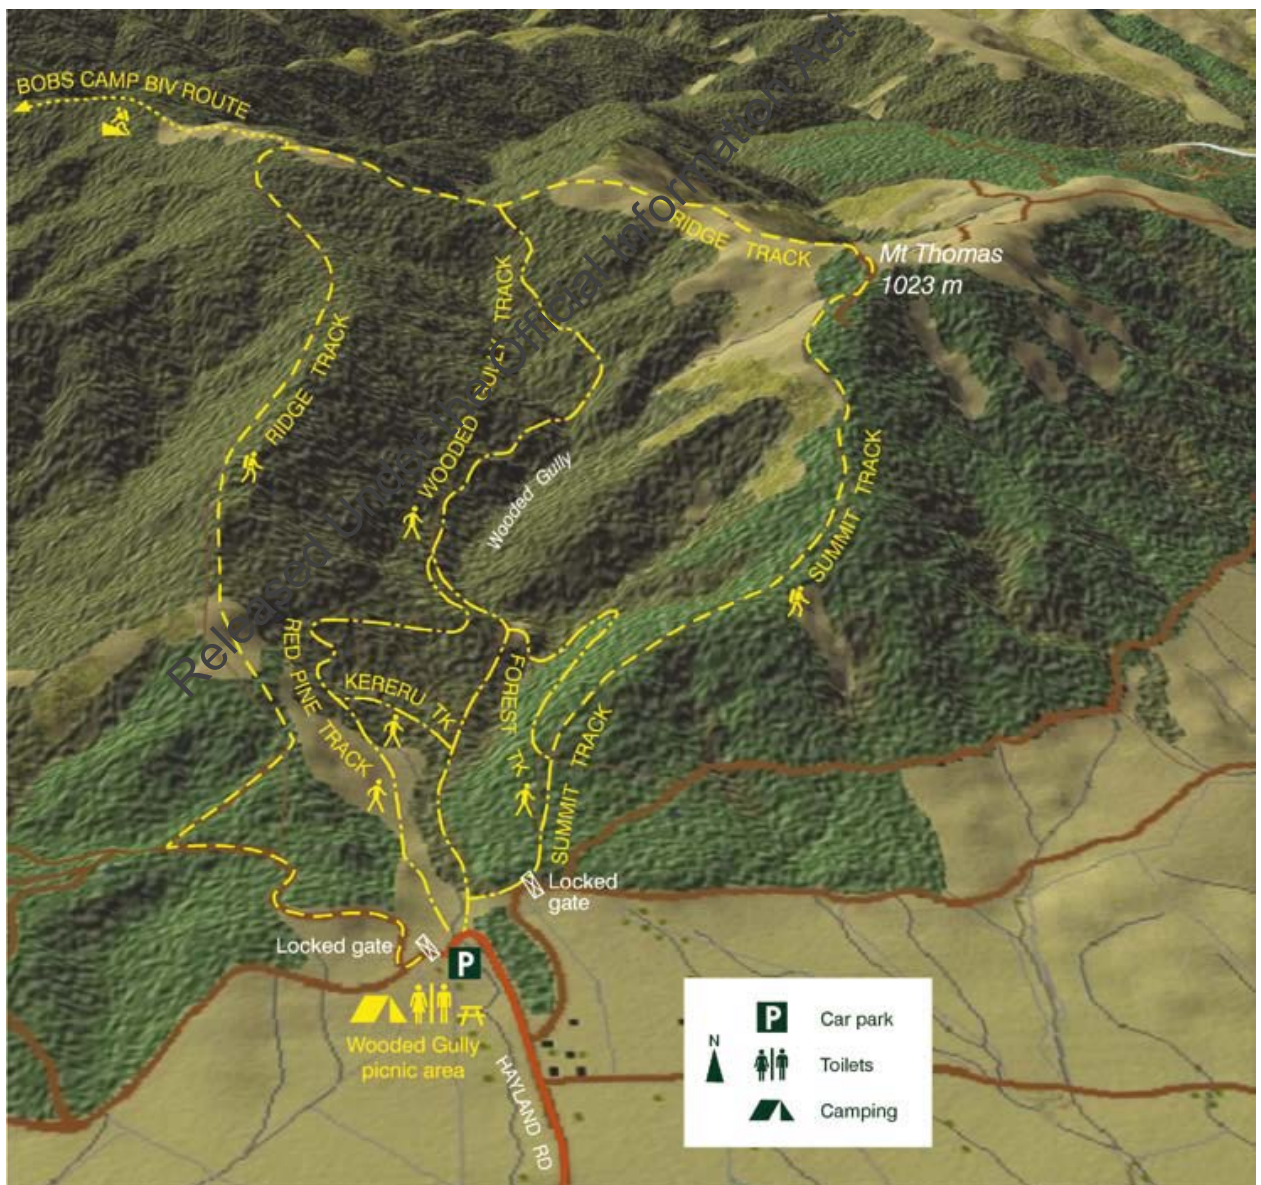 BOBS CAMP BIV ROUTE
RIDGE TRACK
Mt Thomas
1023 m
WOODED GULLY TRACK
RIDGE TRACK
Wooded Gully
SUMMIT TRACK
RED PINE TRACK
KERERU TK
FOREST TK
SUMMIT TRACK
Locked
gate
Locked gate
P
Wooded Gully
picnic area
HAYLAND RD
N
P Car park
Toilets
Camping
Released under the Official Information Act